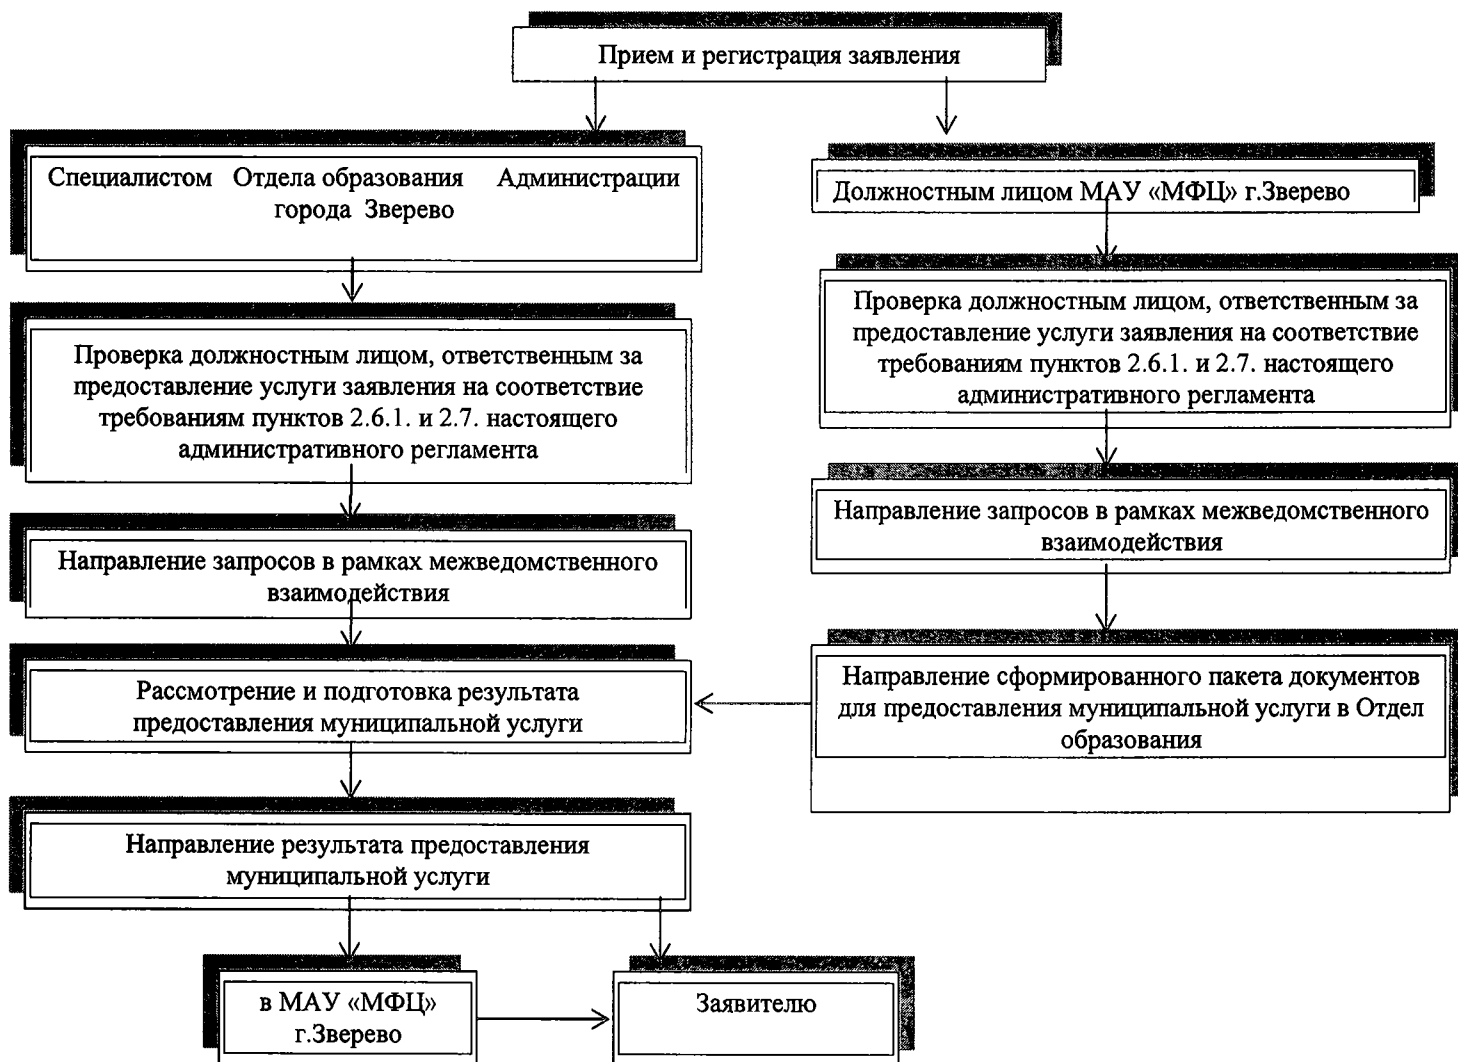 Прием и регистрация заявления
Специалистом Отдела образования Администрации
города Зверево
Должностным лицом МАУ «МФЦ» г.Зверево
Проверка должностным лицом, ответственным за
предоставление услуги заявления на соответствие
требованиям пунктов 2.6.1. и 2.7. настоящего
административного регламента
Проверка должностным лицом, ответственным за
предоставление услуги заявления на соответствие
требованиям пунктов 2.6.1. и 2.7. настоящего
административного регламента
Направление запросов в рамках межведомственного
взаимодействия
Направление запросов в рамках межведомственного
взаимодействия
Рассмотрение и подготовка результата
предоставления муниципальной услуги
Направление сформированного пакета документов
для предоставления муниципальной услуги в Отдел
образования
Направление результата предоставления
муниципальной услуги
в МАУ «МФЦ»
г.Зверево
Заявителю